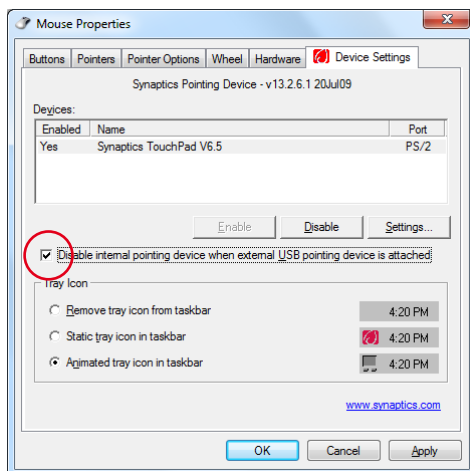 Mouse Properties
Buttons Pointers Pointer Options Wheel Hardware Device Settings
Synaptics Pointing Device - v13.2.6.1 20Jul09
Devices:
Enabled Name Port
Yes Synaptics TouchPad V6.5 PS/2
Enable Disable Settings...
Disable internal pointing device when external USB pointing device is attached
Tray Icon
Remove tray icon from taskbar 4:20 PM
Static tray icon in taskbar 4:20 PM
Animated tray icon in taskbar 4:20 PM
www.synaptics.com
OK Cancel Apply